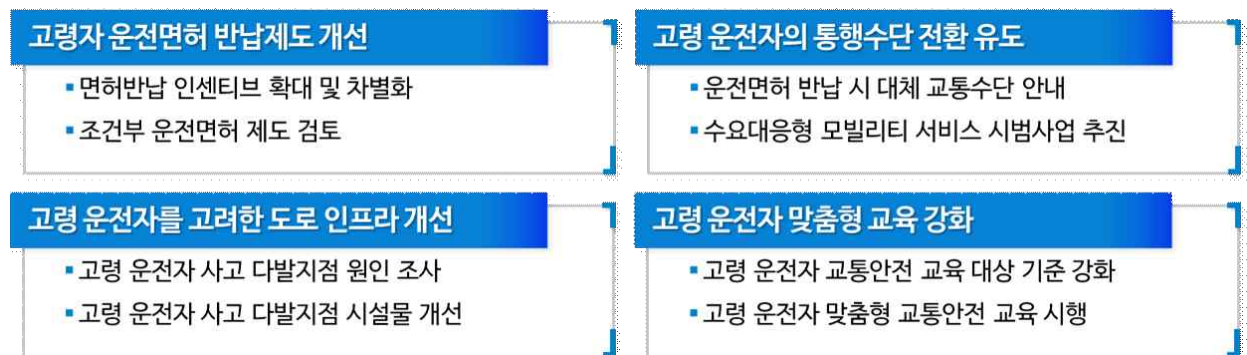 고령자 운전면허 반납제도 개선
▪ 면허반납 인센티브 확대 및 차별화
▪ 조건부 운전면허 제도 검토
고령 운전자의 통행수단 전환 유도
▪ 운전면허 반납 시 대체 교통수단 안내
▪ 수요대응형 모빌리티 서비스 시범사업 추진
고령 운전자를 고려한 도로 인프라 개선
▪ 고령 운전자 사고 다발지점 원인 조사
▪ 고령 운전자 사고 다발지점 시설물 개선
고령 운전자 맞춤형 교육 강화
▪ 고령 운전자 교통안전 교육 대상 기준 강화
▪ 고령 운전자 맞춤형 교통안전 교육 시행